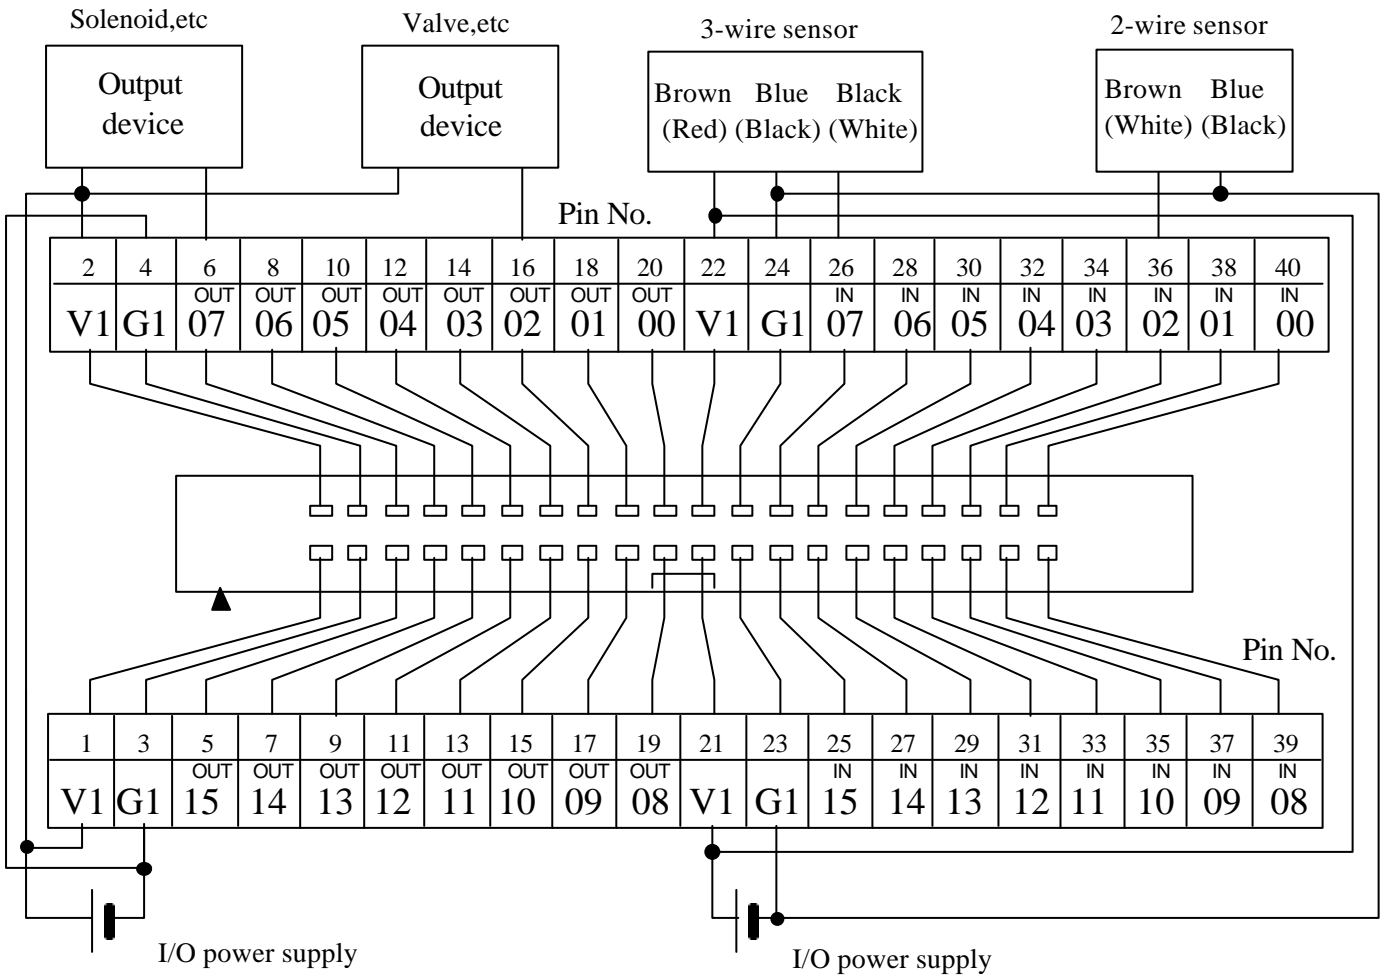 Solenoid,etc
Valve,etc
3-wire sensor
2-wire sensor
Output
device
Output
device
Brown Blue Black
(Red) (Black) (White)
Brown Blue
(White) (Black)
Pin No.
2 4 6 8 10 12 14 16 18 20 22 24 26 28 30 32 34 36 38 40
OUT OUT OUT OUT OUT OUT OUT OUT IN IN IN IN IN IN IN IN
V1 G1 07 06 05 04 03 02 01 00 V1 G1 07 06 05 04 03 02 01 00
Pin No.
1 3 5 7 9 11 13 15 17 19 21 23 25 27 29 31 33 35 37 39
OUT OUT OUT OUT OUT OUT OUT OUT IN IN IN IN IN IN IN IN
V1 G1 15 14 13 12 11 10 09 08 V1 G1 15 14 13 12 11 10 09 08
I/O power supply
I/O power supply